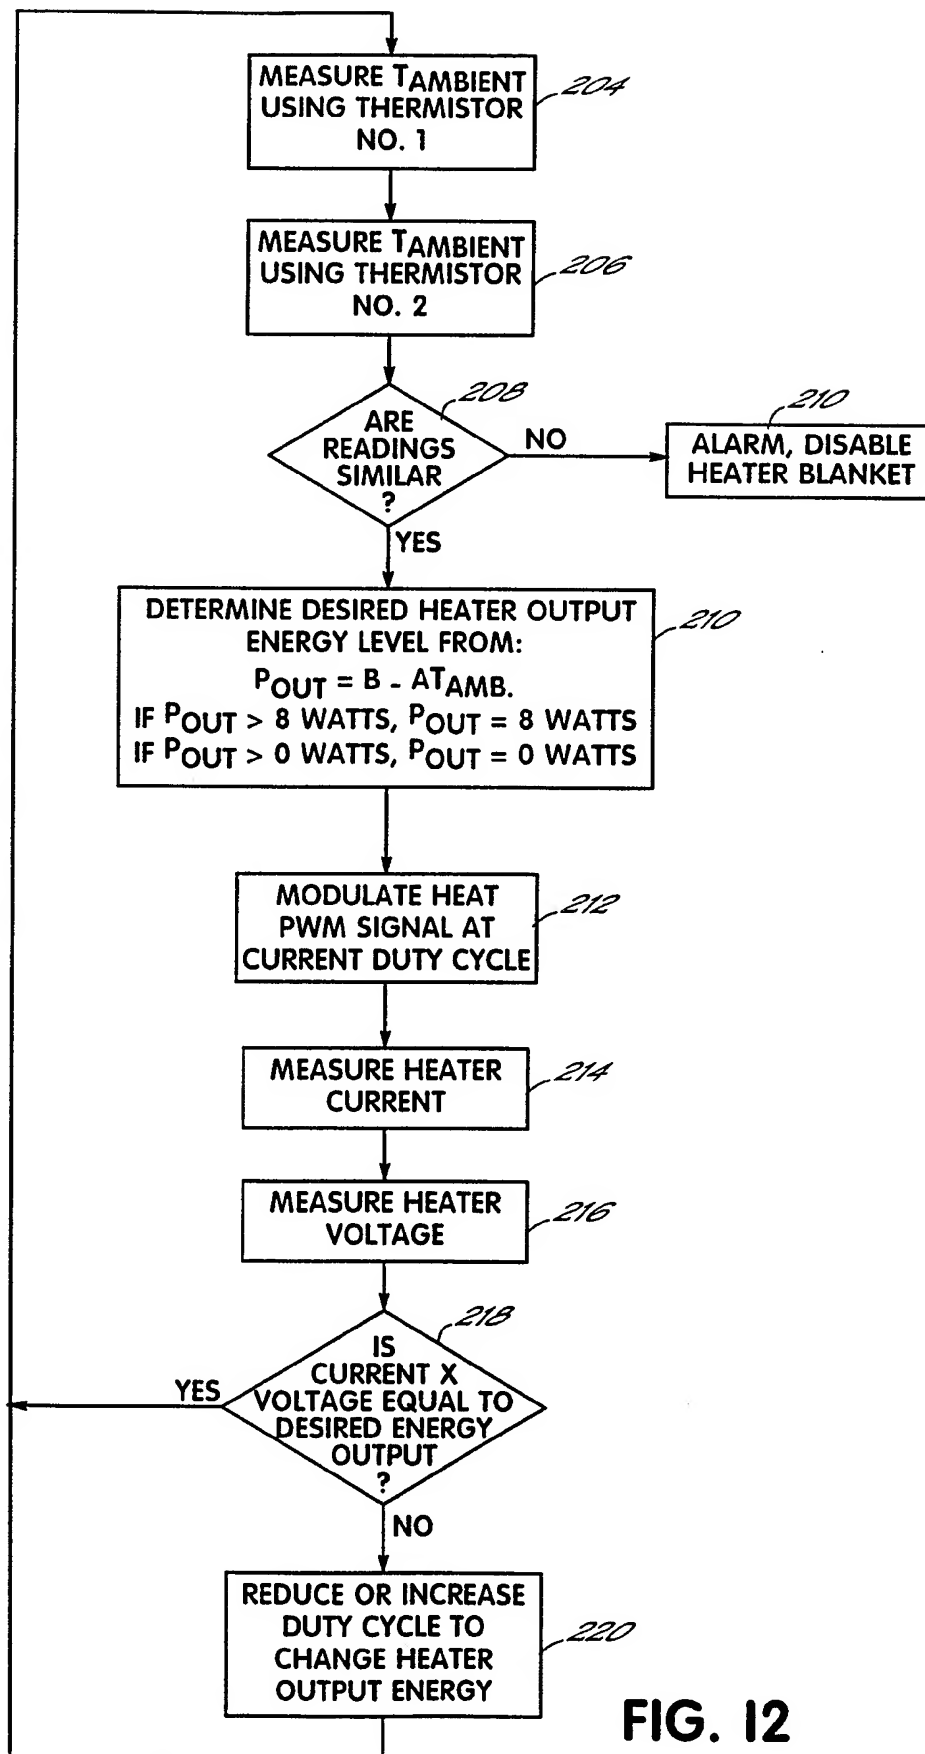 MEASURE TAMBIENT
USING THERMISTOR
NO. 1
204
MEASURE TAMBIENT
USING THERMISTOR
NO. 2
206
ARE
READINGS
SIMILAR
?
208
NO
210
ALARM, DISABLE
HEATER BLANKET
YES
DETERMINE DESIRED HEATER OUTPUT
ENERGY LEVEL FROM:
POUT = B - ATAMB.
IF POUT > 8 WATTS, POUT = 8 WATTS
IF POUT > 0 WATTS, POUT = 0 WATTS
210
MODULATE HEAT
PWM SIGNAL AT
CURRENT DUTY CYCLE
212
MEASURE HEATER
CURRENT
214
MEASURE HEATER
VOLTAGE
216
218
IS
CURRENT X
VOLTAGE EQUAL TO
DESIRED ENERGY
OUTPUT
?
YES
NO
REDUCE OR INCREASE
DUTY CYCLE TO
CHANGE HEATER
OUTPUT ENERGY
220
FIG. 12